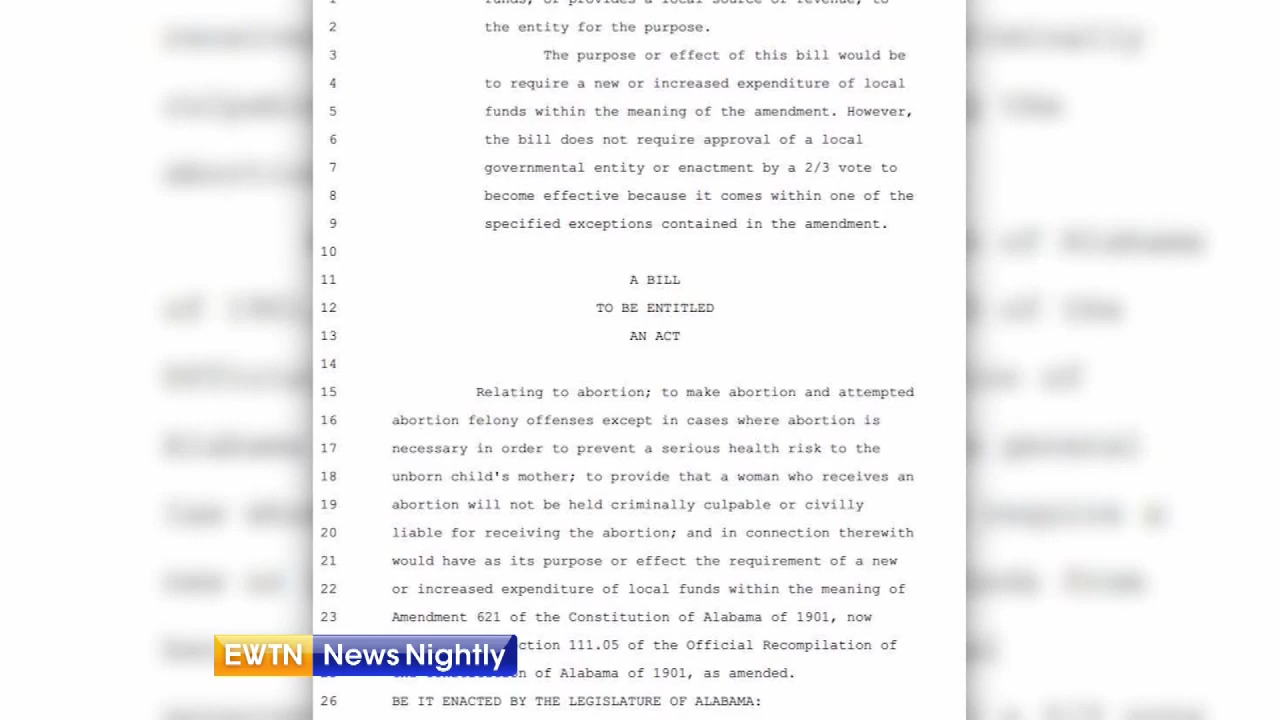 1 funds, or provides a local source of revenue, to
2 the entity for the purpose.
3 The purpose or effect of this bill would be
4 to require a new or increased expenditure of local
5 funds within the meaning of the amendment. However,
6 the bill does not require approval of a local
7 governmental entity or enactment by a 2/3 vote to
8 become effective because it comes within one of the
9 specified exceptions contained in the amendment.
10
11 A BILL
12 TO BE ENTITLED
13 AN ACT
14
15 Relating to abortion; to make abortion and attempted
16 abortion felony offenses except in cases where abortion is
17 necessary in order to prevent a serious health risk to the
18 unborn child's mother; to provide that a woman who receives an
19 abortion will not be held criminally culpable or civilly
20 liable for receiving the abortion; and in connection therewith
21 would have as its purpose or effect the requirement of a new
22 or increased expenditure of local funds within the meaning of
23 Amendment 621 of the Constitution of Alabama of 1901, now
111.05 of the Official Recompilation of
of Alabama of 1901, as amended.
26 BE IT ENACTED BY THE LEGISLATURE OF ALABAMA:
EWTN News Nightly